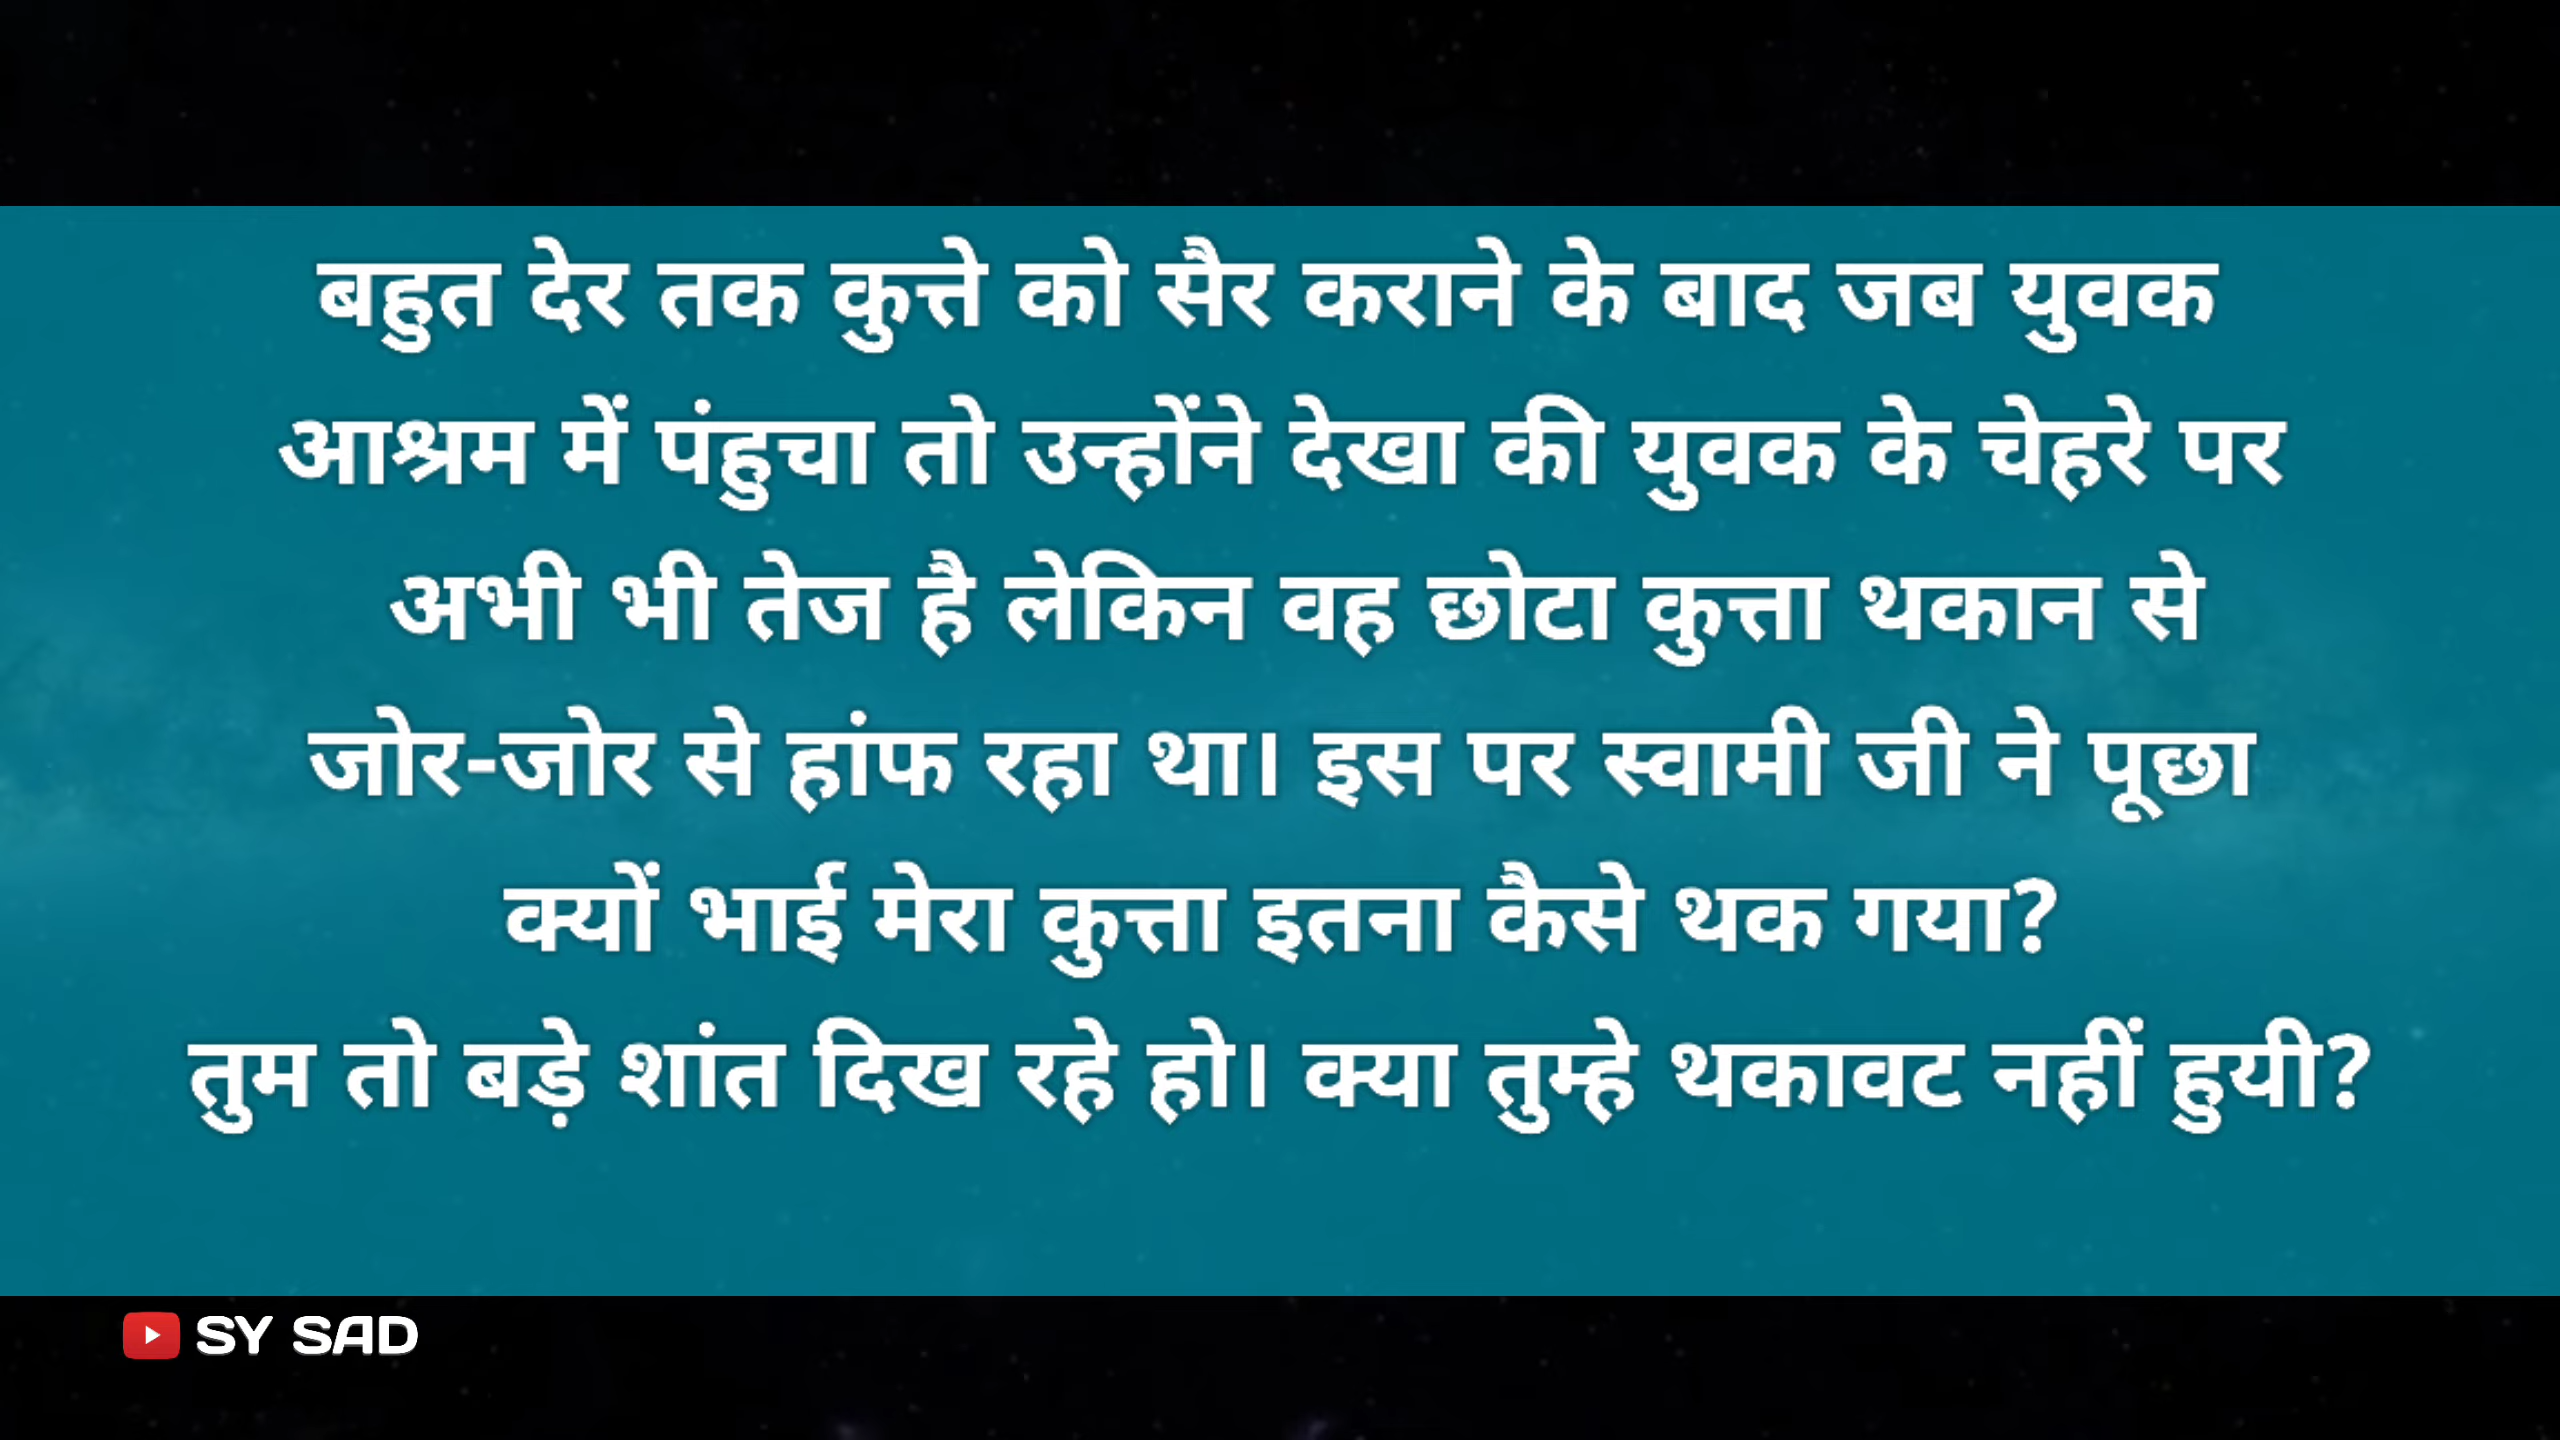 बहुत देर तक कुत्ते को सैर कराने के बाद जब युवक
आश्रम में पंहुचा तो उन्होंने देखा की युवक के चेहरे पर
अभी भी तेज है लेकिन वह छोटा कुत्ता थकान से
जोर-जोर से हांफ रहा था। इस पर स्वामी जी ने पूछा
क्यों भाई मेरा कुत्ता इतना कैसे थक गया?
तुम तो बड़े शांत दिख रहे हो। क्या तुम्हे थकावट नहीं हुयी?
SY SAD